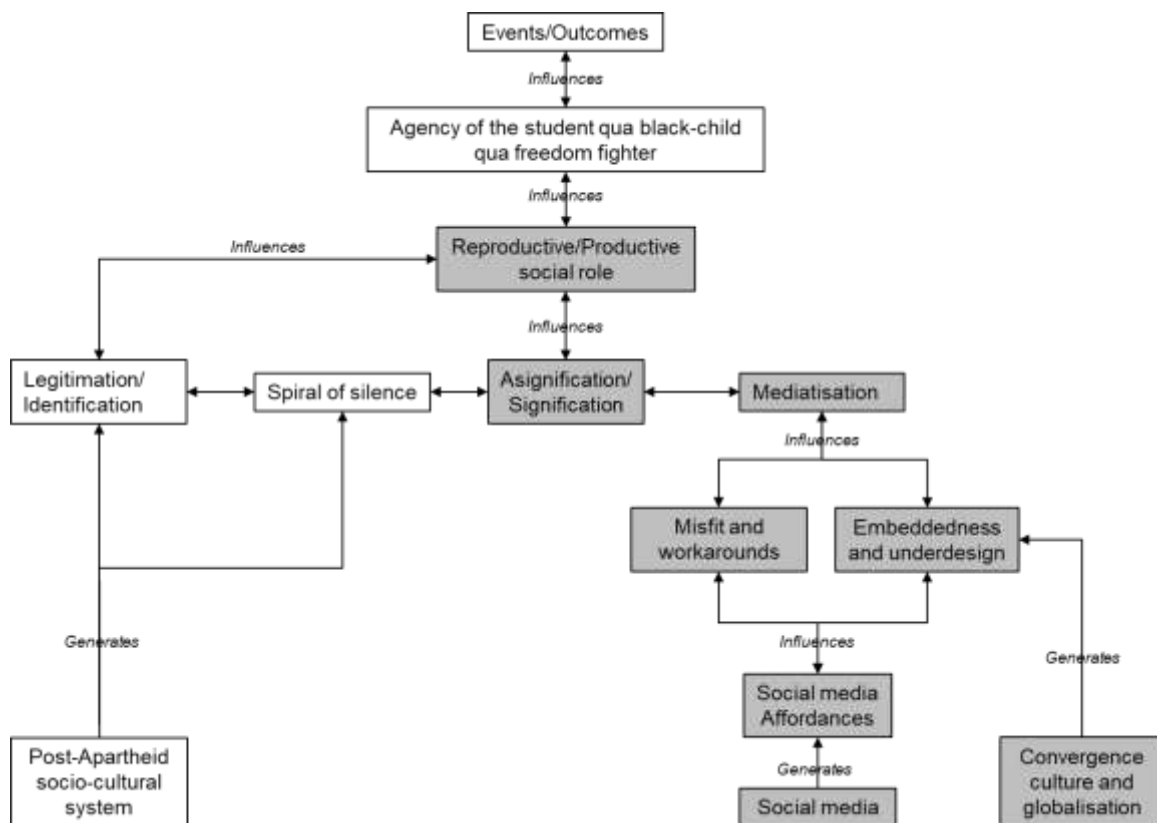 Events/Outcomes
Influences
Agency of the student qua black-child
qua freedom fighter
Influences
Influences
Reproductive/Productive
social role
Influences
Legitimation/
Identification
Spiral of silence
Asignification/
Signification
Mediatisation
Influences
Misfit and
workarounds
Embeddedness
and underdesign
Generates
Influences
Generates
Social media
Affordances
Post-Apartheid
socio-cultural
system
Generates
Social media
Convergence
culture and
globalisation